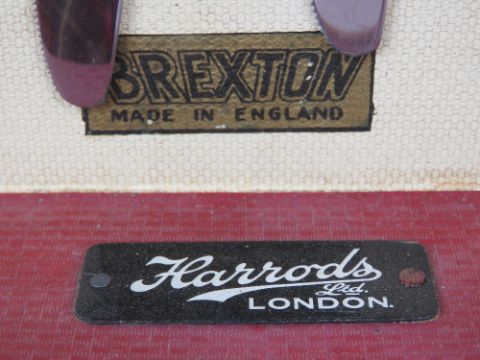 BREXTON
MADE IN ENGLAND
Harrods
Ltd.
LONDON.